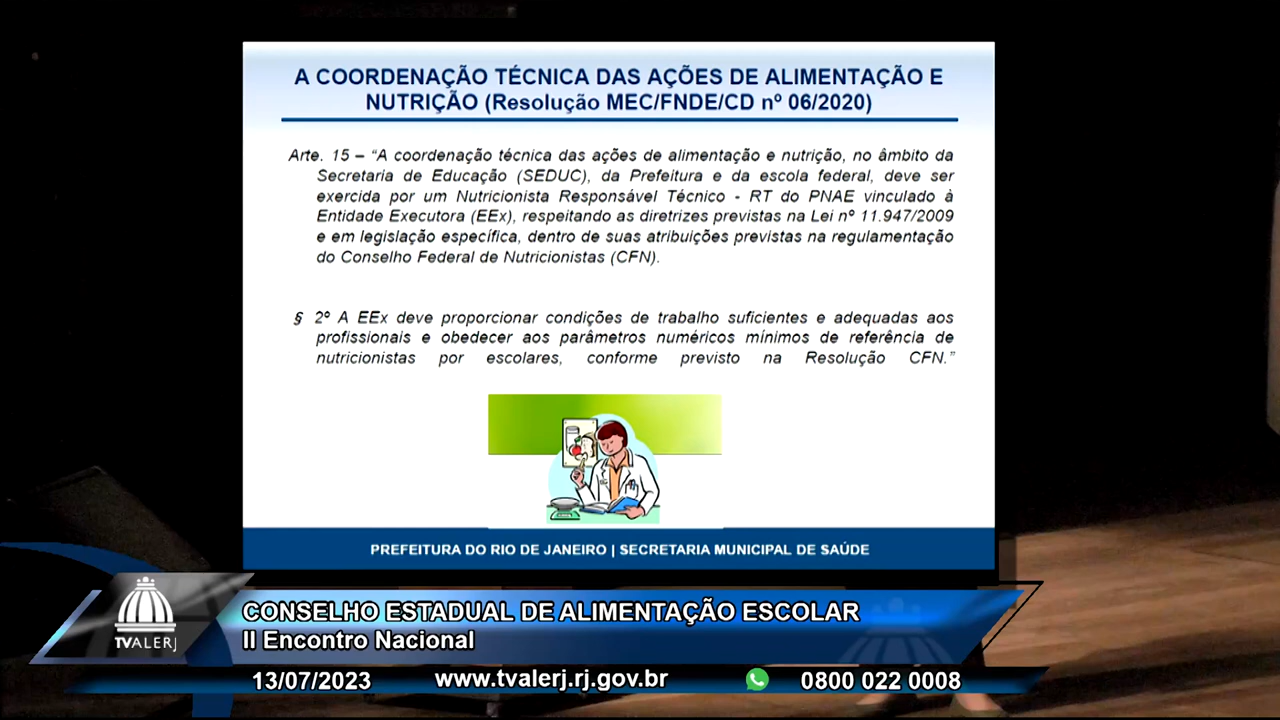 A COORDENAÇÃO TÉCNICA DAS AÇÕES DE ALIMENTAÇÃO E
NUTRIÇÃO (Resolução MEC/FNDE/CD nº 06/2020)
Arte. 15 – “A coordenação técnica das ações de alimentação e nutrição, no âmbito da
Secretaria de Educação (SEDUC), da Prefeitura e da escola federal, deve ser
exercida por um Nutricionista Responsável Técnico - RT do PNAE vinculado à
Entidade Executora (EEx), respeitando as diretrizes previstas na Lei nº 11.947/2009
e em legislação específica, dentro de suas atribuições previstas na regulamentação
do Conselho Federal de Nutricionistas (CFN).
§ 2º A EEx deve proporcionar condições de trabalho suficientes e adequadas aos
profissionais e obedecer aos parâmetros numéricos mínimos de referência de
nutricionistas por escolares, conforme previsto na Resolução CFN.”
PREFEITURA DO RIO DE JANEIRO | SECRETARIA MUNICIPAL DE SAÚDE
CONSELHO ESTADUAL DE ALIMENTAÇÃO ESCOLAR
II Encontro Nacional
TVALERJ
13/07/2023 www.tvalerj.rj.gov.br 0800 022 0008